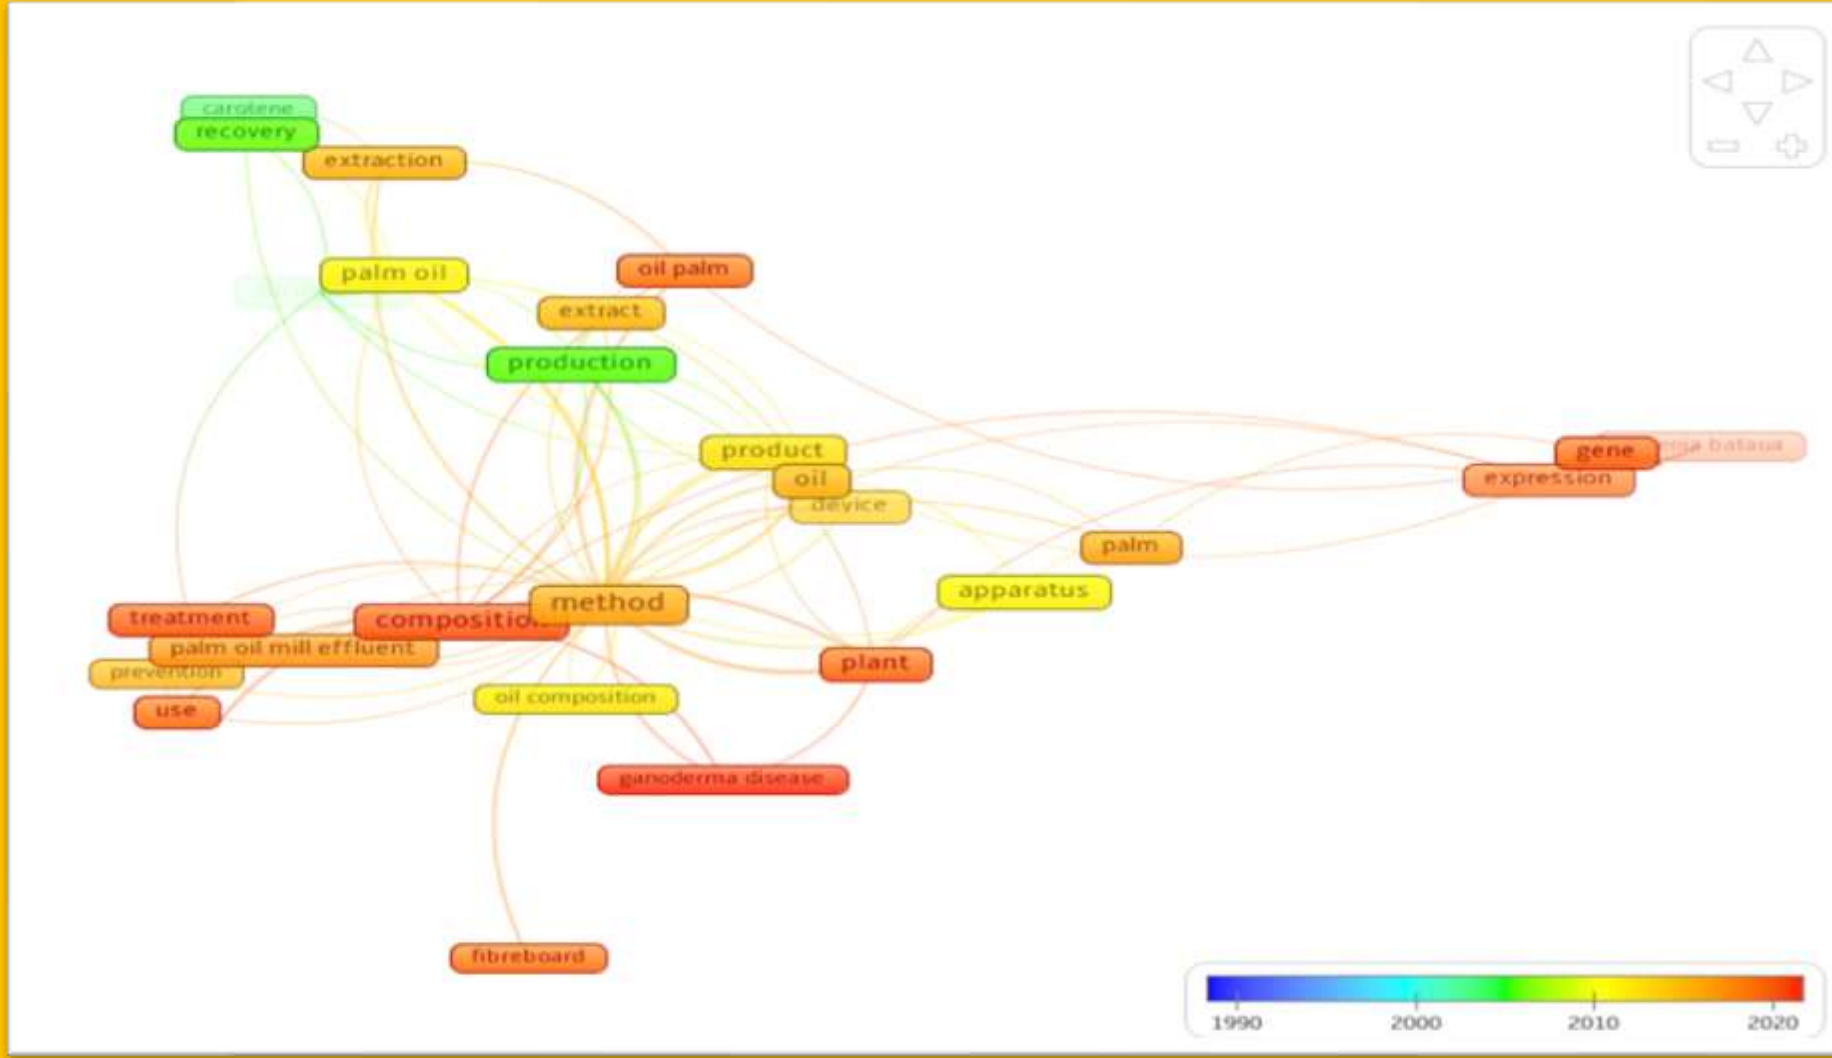 carotene
recovery
extraction
palm oil
oil palm
extract
production
product
oil
device
gene
bataua
expression
palm
apparatus
method
treatment
composition
palm oil mill effluent
prevention
plant
use
oil composition
ganoderma disease
fibreboard
1990 2000 2010 2020